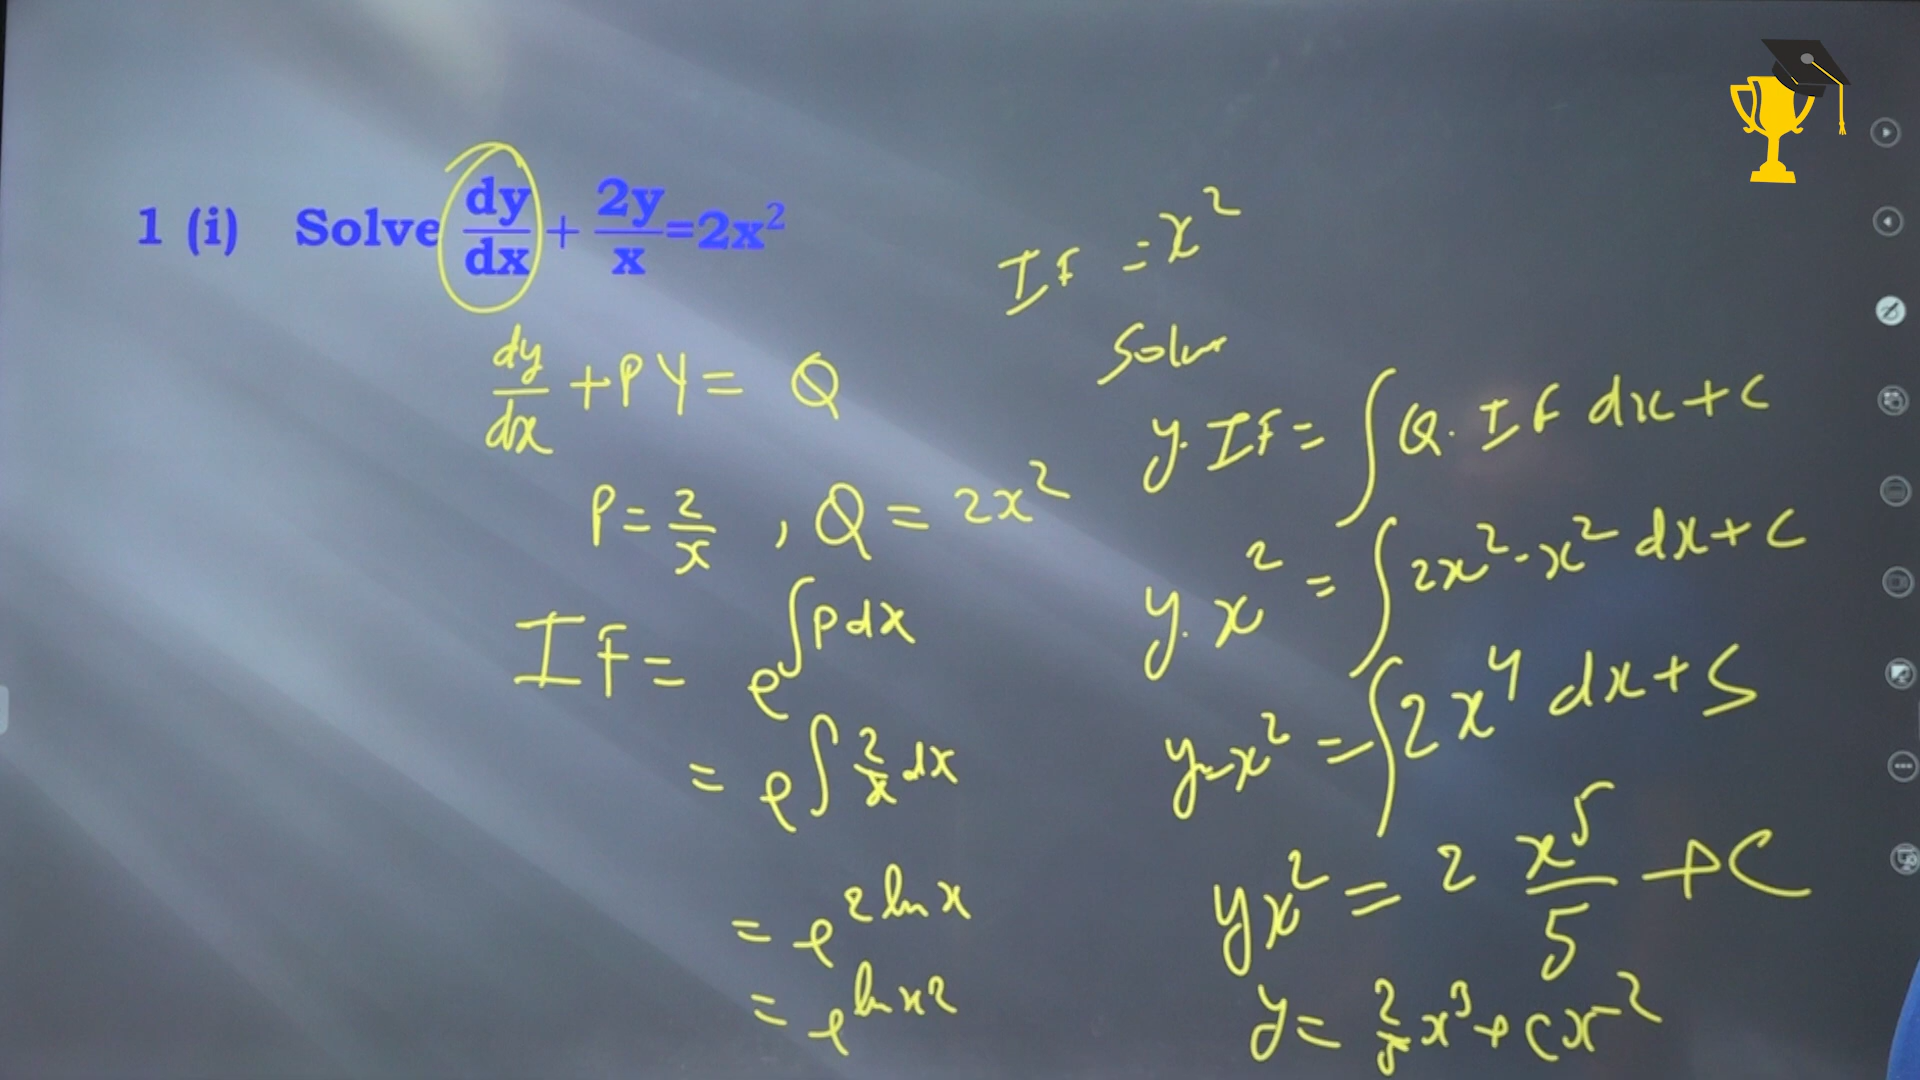 1 (i) Solve dy/dx + 2y/x = 2x²
dy/dx + PY = Q
P = 2/x , Q = 2x²
IF = e^∫Pdx
= e^∫2/x dx
= e^2lnx
= e^lnx2
IF = x²
Soln
y. IF = ∫Q. IF dx + c
y. x² = ∫2x² · x² dx + c
y x² = ∫2x⁴ dx + c
yx² = 2 x⁵/5 + C
y = 2/5 x³ + cx⁻²